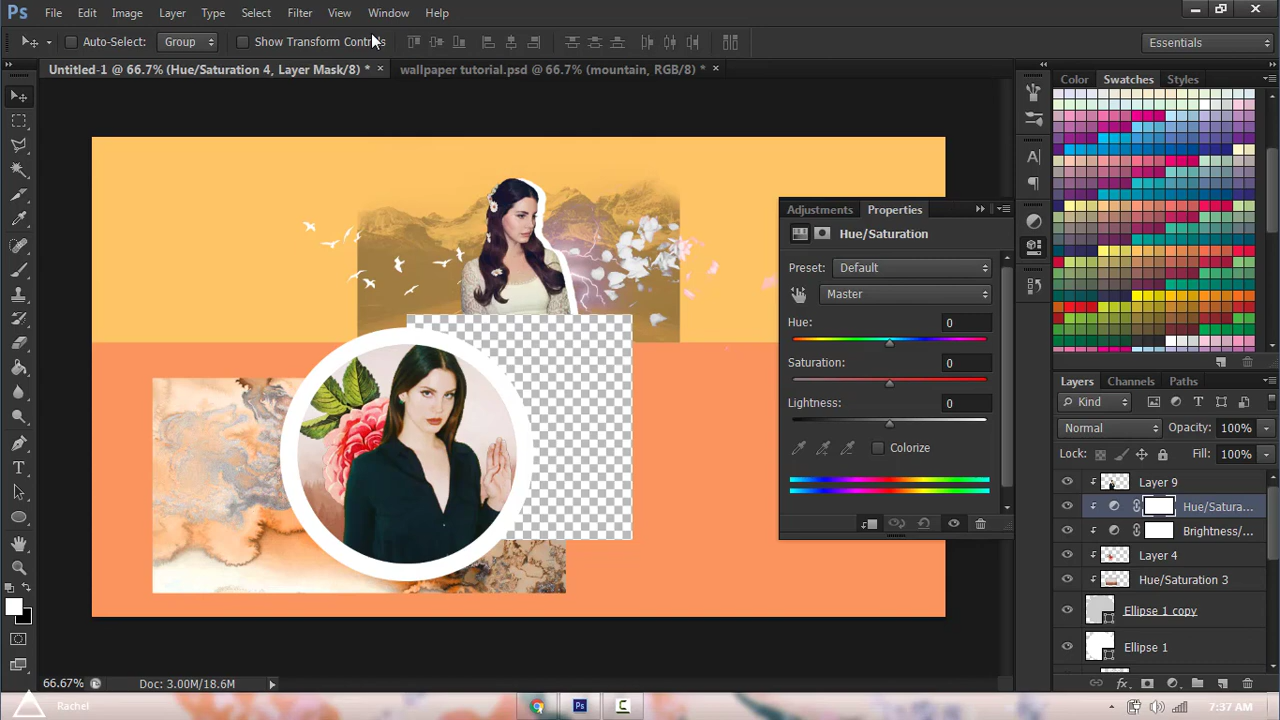 Ps File Edit Image Layer Type Select Filter View Window Help
Auto-Select: Group Show Transform Controls Essentials
Untitled-1 @ 66.7% (Hue/Saturation 4, Layer Mask/8) * × wallpaper tutorial.psd @ 66.7% (mountain, RGB/8) * ×
Color Swatches Styles
Adjustments Properties
Hue/Saturation
Preset: Default
Master
Hue: 0
Saturation: 0
Lightness: 0
Colorize
Layers Channels Paths
Kind
Normal Opacity: 100%
Lock: Fill: 100%
Layer 9
Hue/Satura...
Brightness/...
Layer 4
Hue/Saturation 3
Ellipse 1 copy
Ellipse 1
66.67% Doc: 3.00M/18.6M
Rachel Ps 7:37 AM